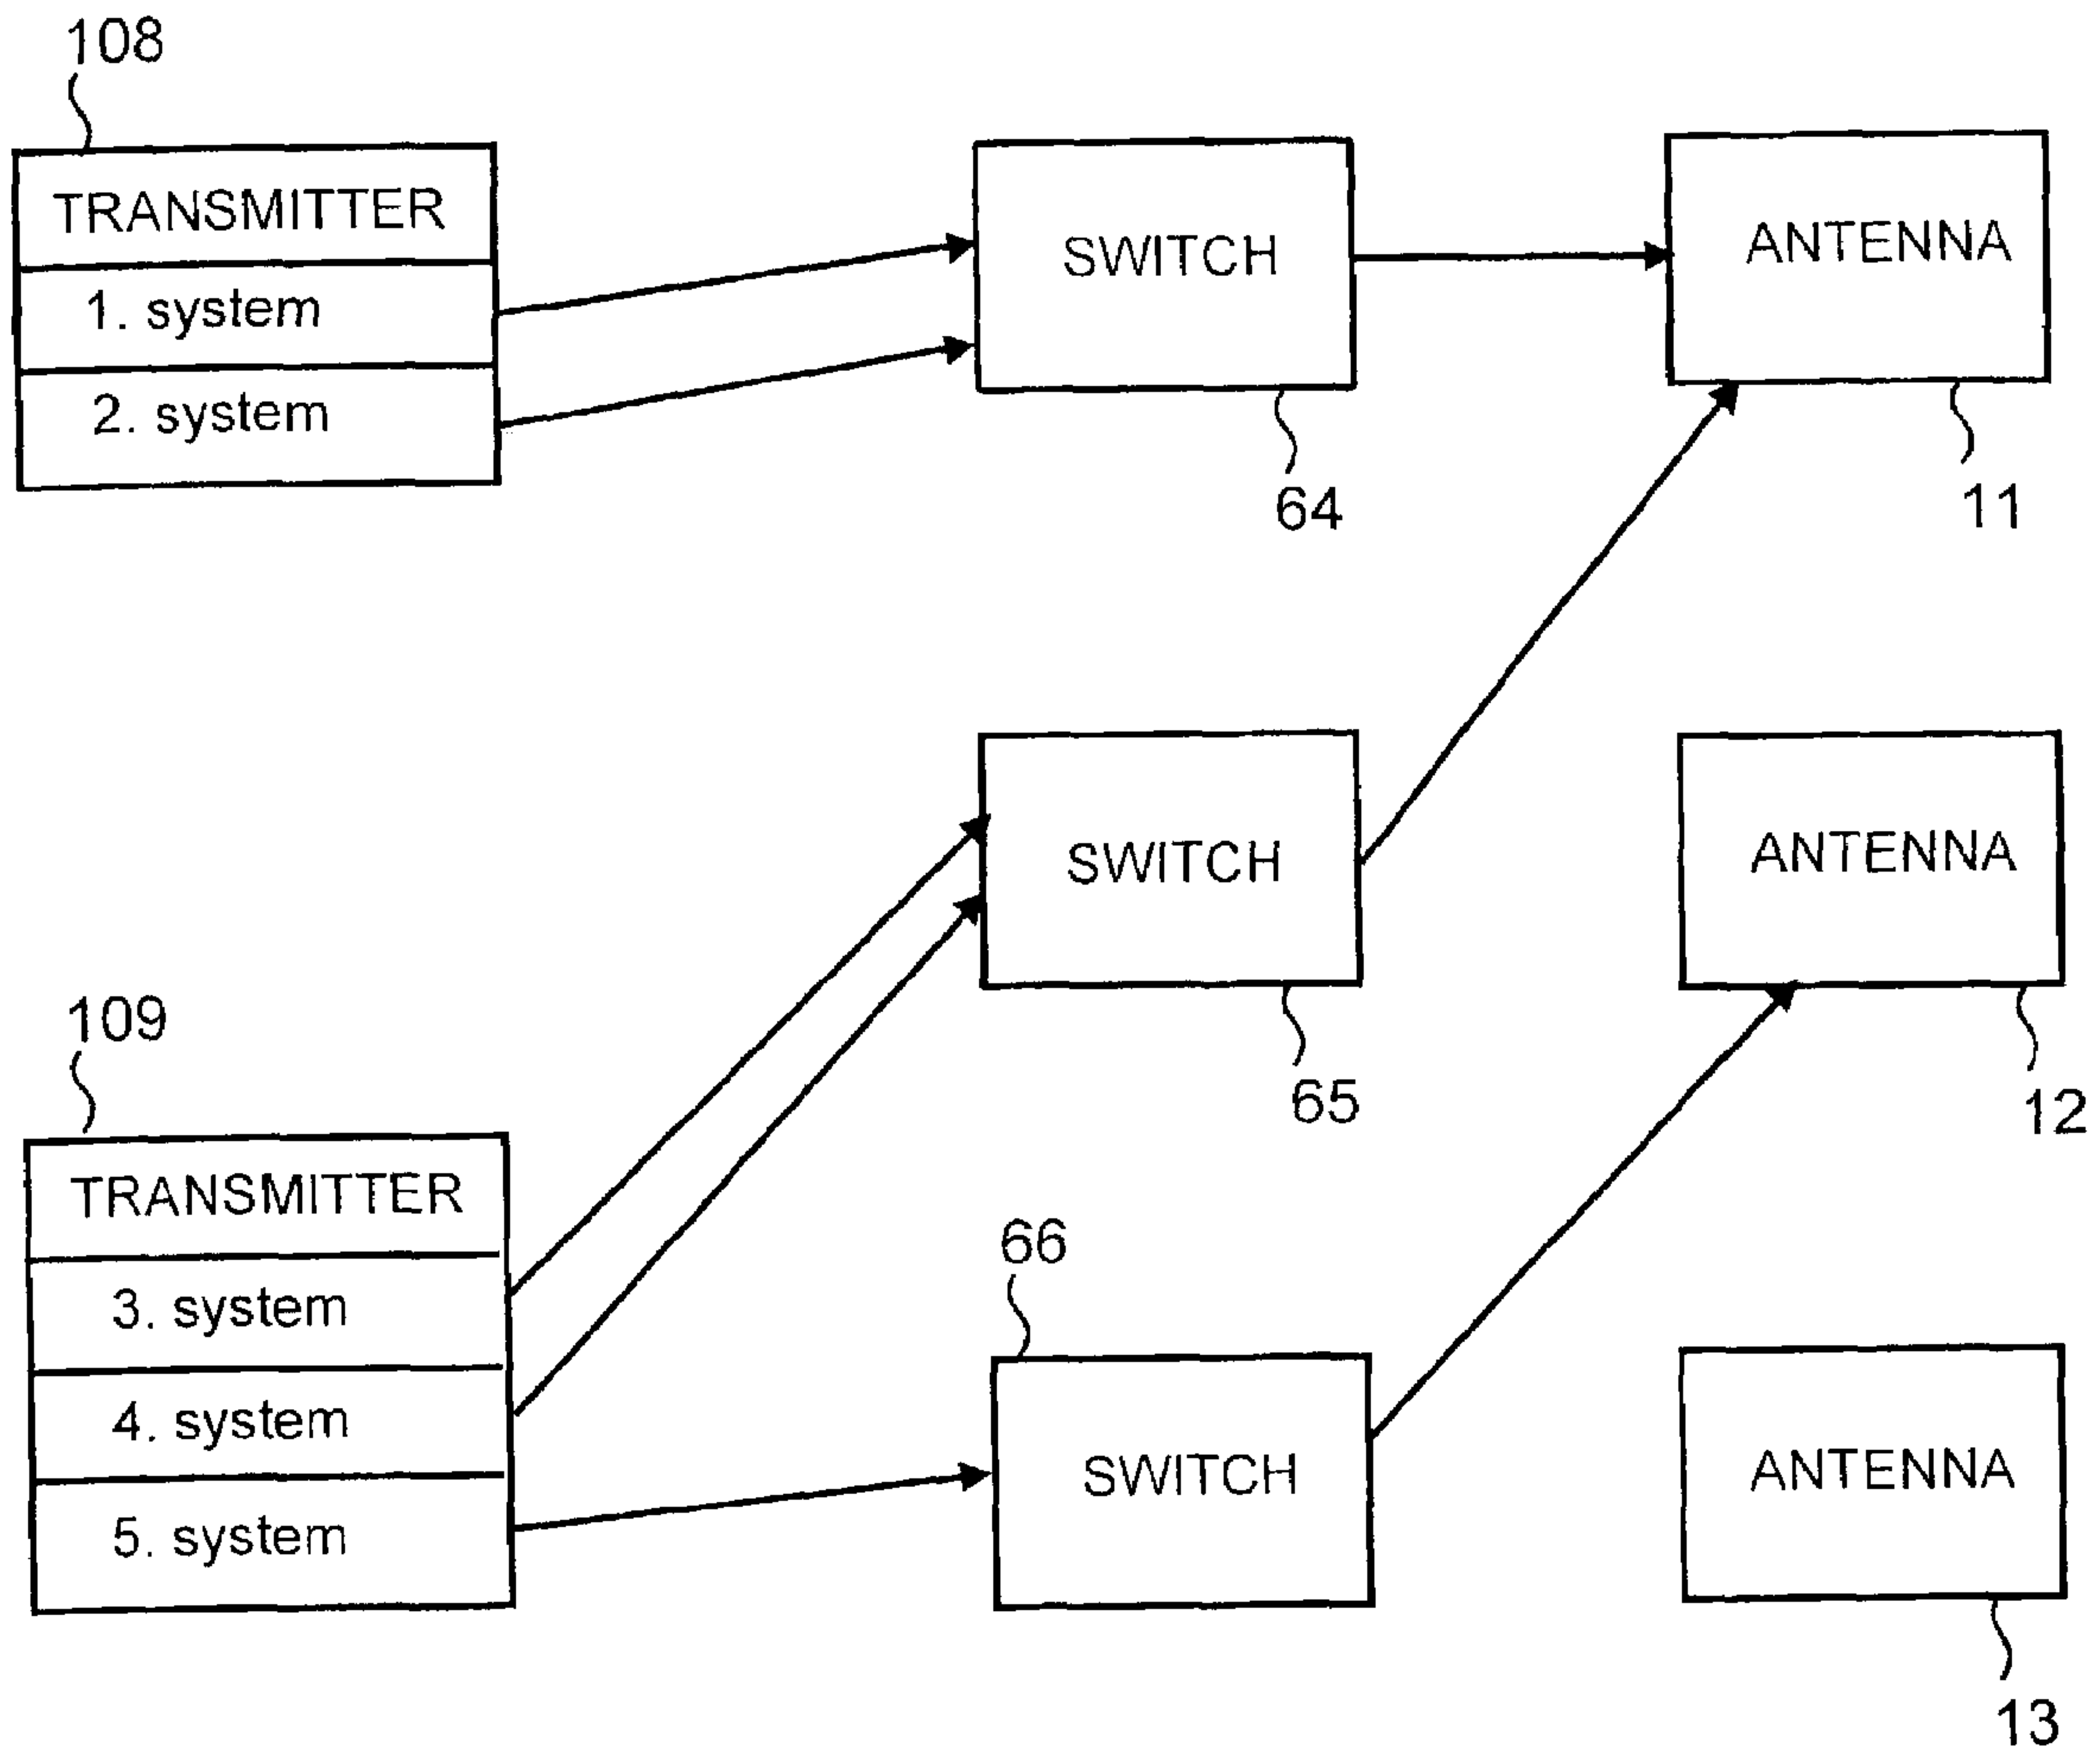 108
TRANSMITTER
1. system
2. system
SWITCH
64
ANTENNA
11
SWITCH
65
ANTENNA
12
109
TRANSMITTER
3. system
4. system
5. system
66
SWITCH
ANTENNA
13